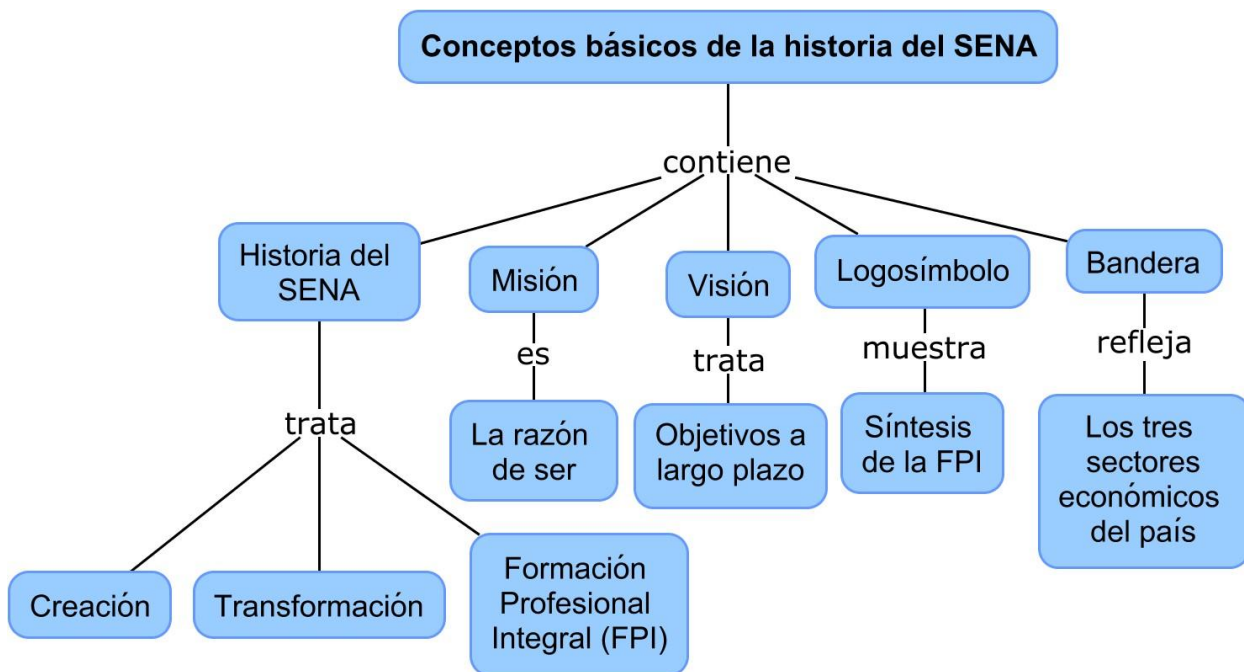 Conceptos básicos de la historia del SENA
contiene
Historia del
SENA
Misión
Visión
Logosímbolo
Bandera
trata
es
trata
muestra
refleja
La razón
de ser
Objetivos a
largo plazo
Síntesis
de la FPI
Los tres
sectores
económicos
del país
Creación
Transformación
Formación
Profesional
Integral (FPI)